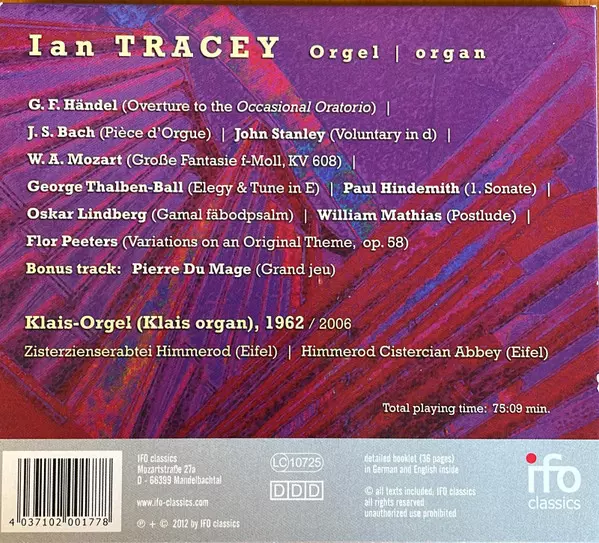 Ian TRACEY Orgel | organ
G. F. Händel (Overture to the Occasional Oratorio) |
J. S. Bach (Pièce d'Orgue) | John Stanley (Voluntary in d) |
W. A. Mozart (Große Fantasie f-Moll, KV 608) |
George Thalben-Ball (Elegy & Tune in E) | Paul Hindemith (1. Sonate) |
Oskar Lindberg (Gamal fäbodpsalm) | William Mathias (Postlude) |
Flor Peeters (Variations on an Original Theme, op. 58)
Bonus track: Pierre Du Mage (Grand jeu)
Klais-Orgel (Klais organ), 1962 / 2006
Zisterzienserabtei Himmerod (Eifel) | Himmerod Cistercian Abbey (Eifel)
Total playing time: 75:09 min.
4 037102 001778
IFO classics
Mozartstraße 27a
D - 66399 Mandelbachtal
www.ifo-classics.com
℗ + © 2012 by IFO classics
LC 10725
DDD
detailed booklet (36 pages)
in German and English inside
© all texts included, IFO classics
all rights reserved
unauthorized use prohibited
ifo
classics